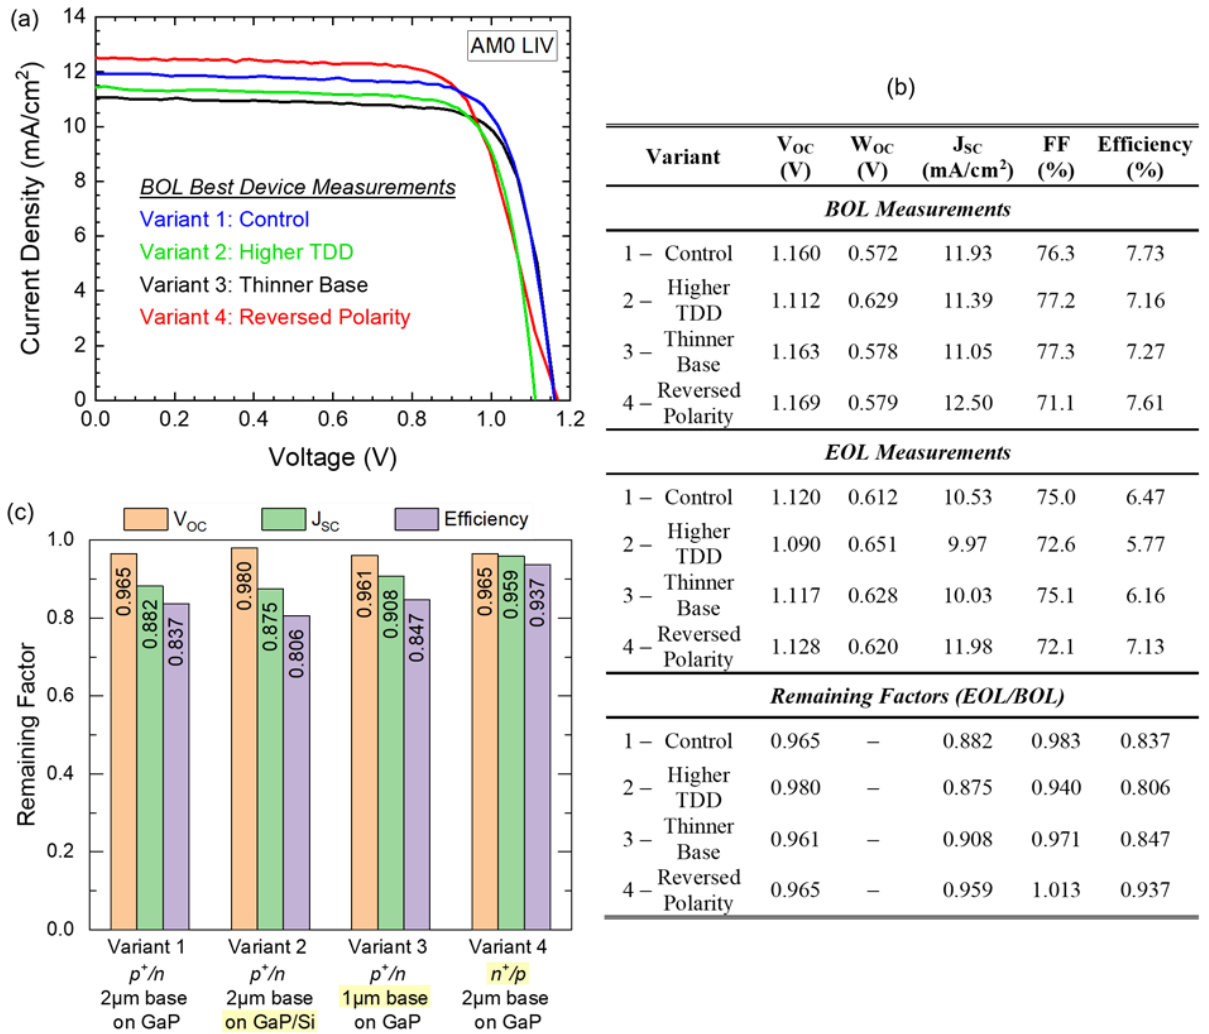 (a)
14
12
10
8
6
4
2
0
Current Density (mA/cm²)
AM0 LIV
BOL Best Device Measurements
Variant 1: Control
Variant 2: Higher TDD
Variant 3: Thinner Base
Variant 4: Reversed Polarity
0.0 0.2 0.4 0.6 0.8 1.0 1.2
Voltage (V)
(b)
Variant V_OC (V) W_OC (V) J_SC (mA/cm²) FF (%) Efficiency (%)
BOL Measurements
1 – Control 1.160 0.572 11.93 76.3 7.73
2 – Higher TDD 1.112 0.629 11.39 77.2 7.16
3 – Thinner Base 1.163 0.578 11.05 77.3 7.27
4 – Reversed Polarity 1.169 0.579 12.50 71.1 7.61
EOL Measurements
1 – Control 1.120 0.612 10.53 75.0 6.47
2 – Higher TDD 1.090 0.651 9.97 72.6 5.77
3 – Thinner Base 1.117 0.628 10.03 75.1 6.16
4 – Reversed Polarity 1.128 0.620 11.98 72.1 7.13
Remaining Factors (EOL/BOL)
1 – Control 0.965 – 0.882 0.983 0.837
2 – Higher TDD 0.980 – 0.875 0.940 0.806
3 – Thinner Base 0.961 – 0.908 0.971 0.847
4 – Reversed Polarity 0.965 – 0.959 1.013 0.937
(c)
V_OC J_SC Efficiency
1.0
0.8
0.6
0.4
0.2
0.0
Remaining Factor
0.965 0.882 0.837
0.980 0.875 0.806
0.961 0.908 0.847
0.965 0.959 0.937
Variant 1 Variant 2 Variant 3 Variant 4
p⁺/n p⁺/n p⁺/n n⁺/p
2µm base 2µm base 1µm base 2µm base
on GaP on GaP/Si on GaP on GaP